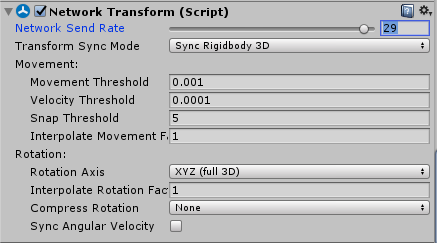 Network Transform (Script)
Network Send Rate 29
Transform Sync Mode Sync Rigidbody 3D
Movement:
Movement Threshold 0.001
Velocity Threshold 0.0001
Snap Threshold 5
Interpolate Movement Fa 1
Rotation:
Rotation Axis XYZ (full 3D)
Interpolate Rotation Fact 1
Compress Rotation None
Sync Angular Velocity